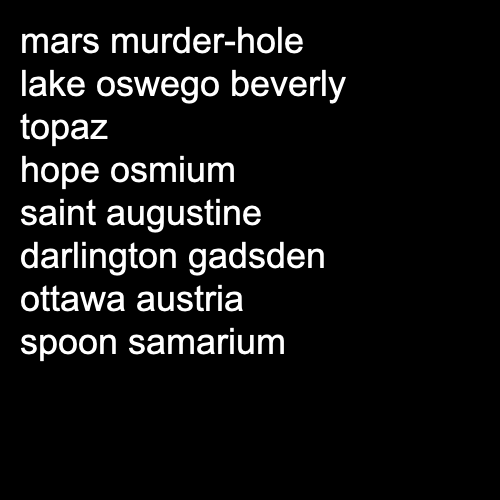 mars murder-hole
lake oswego beverly
topaz
hope osmium
saint augustine
darlington gadsden
ottawa austria
spoon samarium